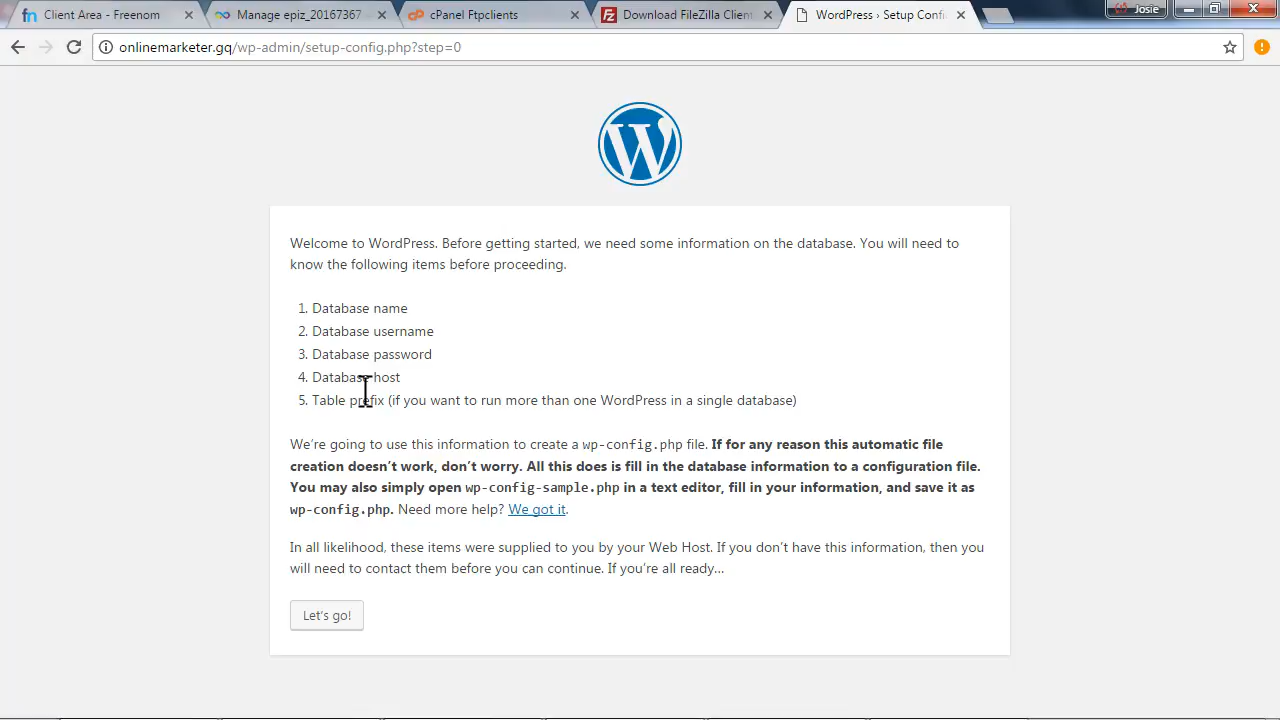 Client Area - Freenom
Manage epiz_20167367
cPanel Ftpclients
Download FileZilla Client
WordPress › Setup Confi
Josie
onlinemarketer.gq/wp-admin/setup-config.php?step=0
Welcome to WordPress. Before getting started, we need some information on the database. You will need to
know the following items before proceeding.
1. Database name
2. Database username
3. Database password
4. Database host
5. Table prefix (if you want to run more than one WordPress in a single database)
We’re going to use this information to create a wp-config.php file. If for any reason this automatic file
creation doesn’t work, don’t worry. All this does is fill in the database information to a configuration file.
You may also simply open wp-config-sample.php in a text editor, fill in your information, and save it as
wp-config.php. Need more help? We got it.
In all likelihood, these items were supplied to you by your Web Host. If you don’t have this information, then you
will need to contact them before you can continue. If you’re all ready…
Let’s go!